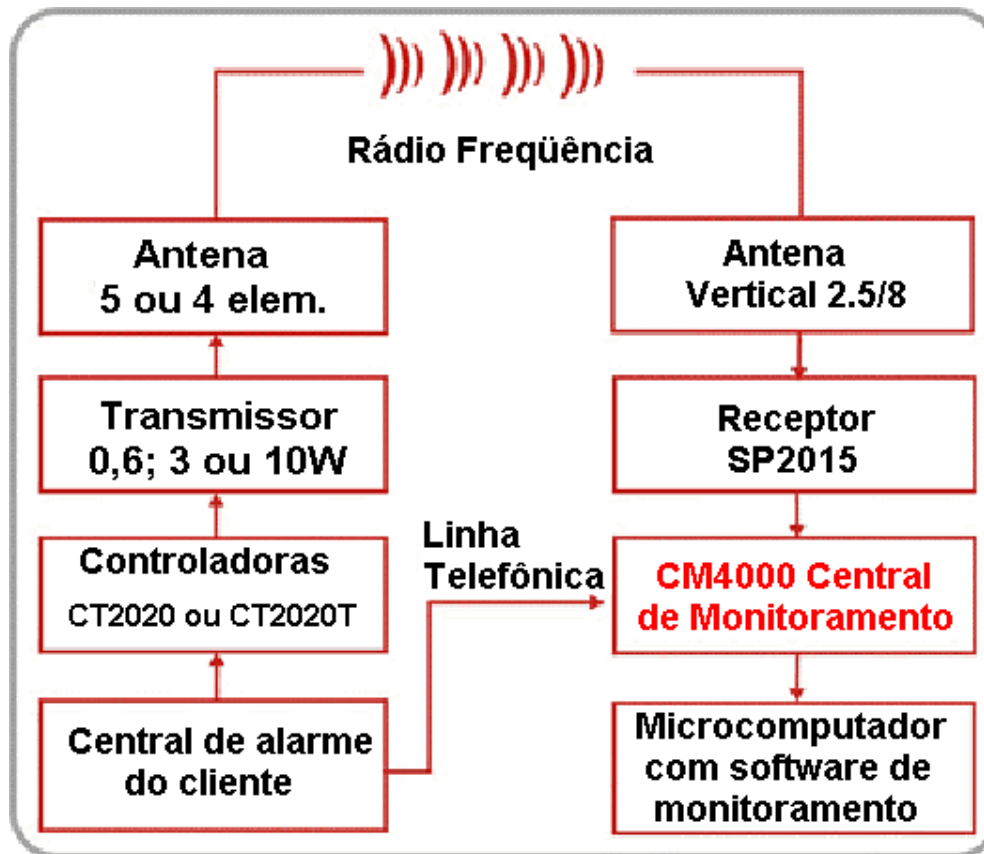 Rádio Freqüência
Antena
5 ou 4 elem.
Transmissor
0,6; 3 ou 10W
Controladoras
CT2020 ou CT2020T
Central de alarme
do cliente
Linha
Telefônica
Antena
Vertical 2.5/8
Receptor
SP2015
CM4000 Central
de Monitoramento
Microcomputador
com software de
monitoramento